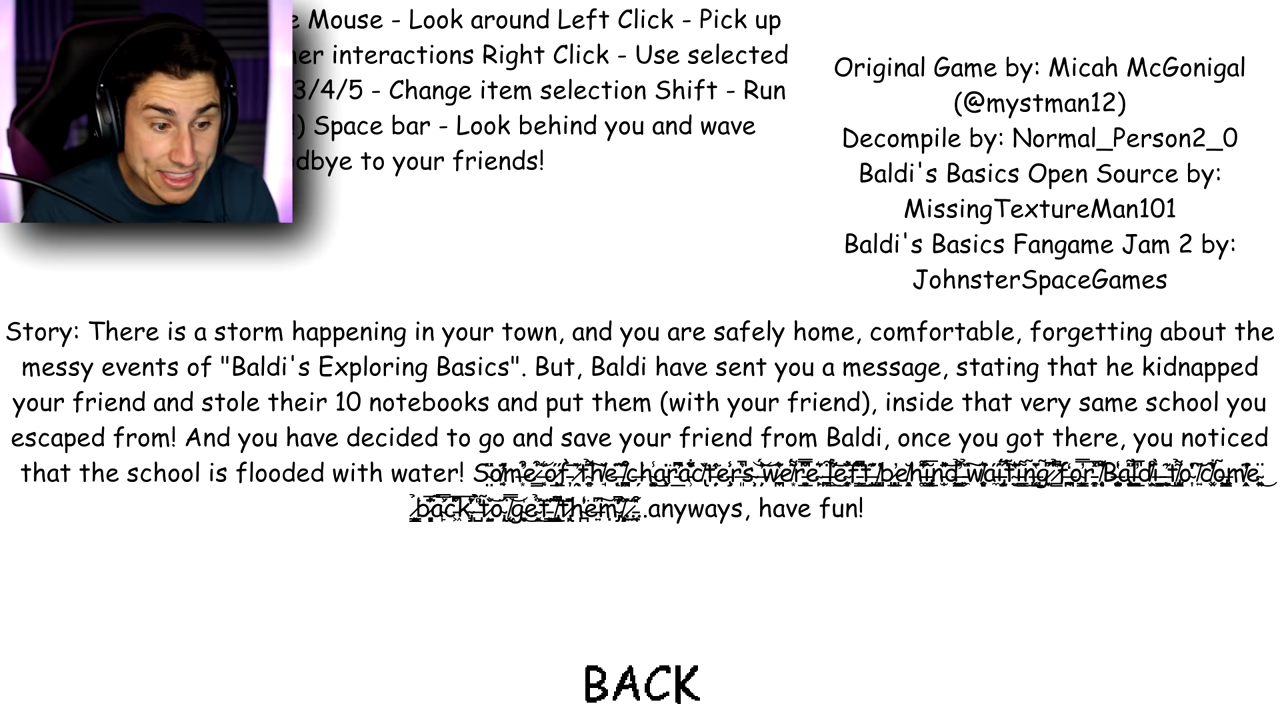 e Mouse - Look around Left Click - Pick up
er interactions Right Click - Use selected
3/4/5 - Change item selection Shift - Run
) Space bar - Look behind you and wave
dbye to your friends!
Original Game by: Micah McGonigal
(@mystman12)
Decompile by: Normal_Person2_0
Baldi's Basics Open Source by:
MissingTextureMan101
Baldi's Basics Fangame Jam 2 by:
JohnsterSpaceGames
Story: There is a storm happening in your town, and you are safely home, comfortable, forgetting about the
messy events of "Baldi's Exploring Basics". But, Baldi have sent you a message, stating that he kidnapped
your friend and stole their 10 notebooks and put them (with your friend), inside that very same school you
escaped from! And you have decided to go and save your friend from Baldi, once you got there, you noticed
that the school is flooded with water! Some of the characters we're left behind waiting for Baldi to come
back to get them...anyways, have fun!
BACK